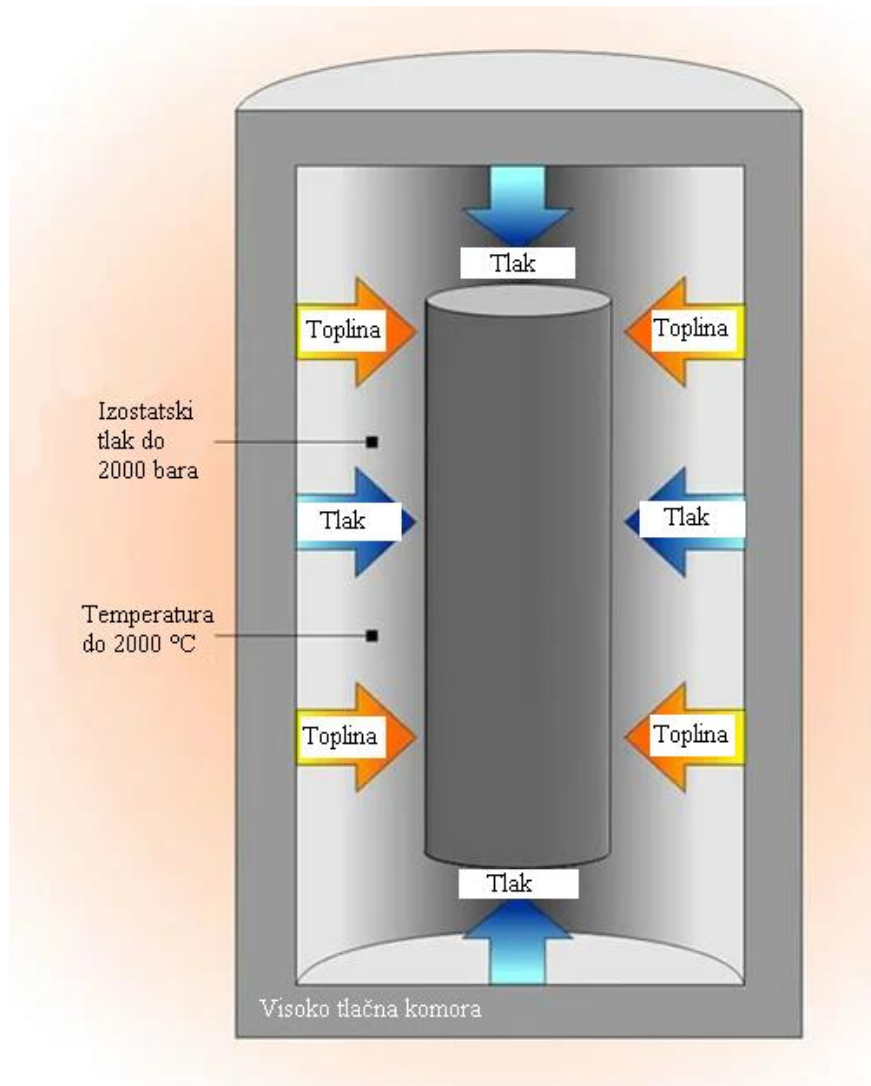 Tlak
Toplina
Toplina
Izostatski
tlak do
2000 bara
Tlak
Tlak
Temperatura
do 2000 °C
Toplina
Toplina
Tlak
Visoko tlačna komora